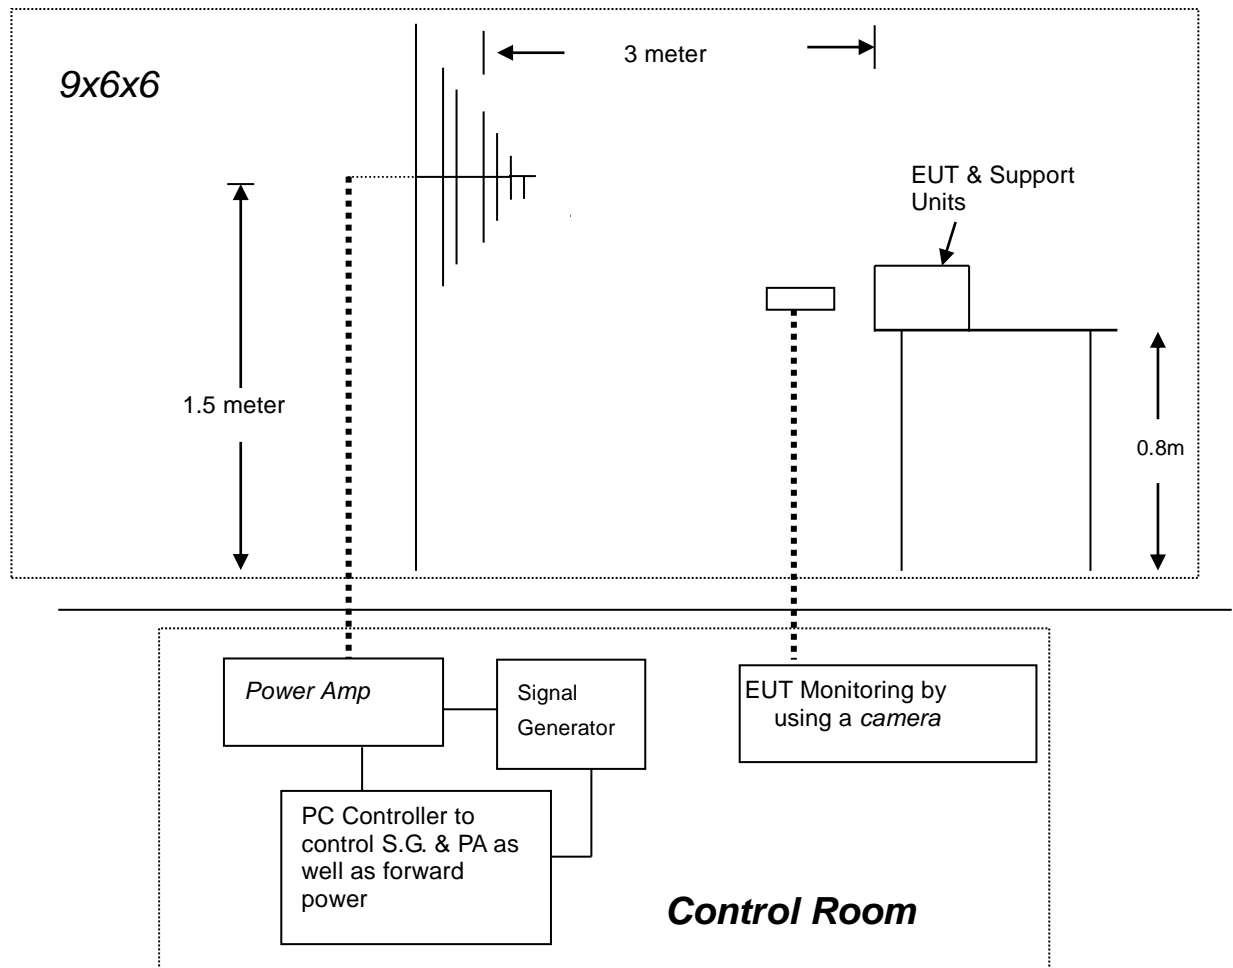 3 meter
9x6x6
EUT & Support
Units
1.5 meter
0.8m
Power Amp
Signal
Generator
EUT Monitoring by
using a camera
PC Controller to
control S.G. & PA as
well as forward
power
Control Room